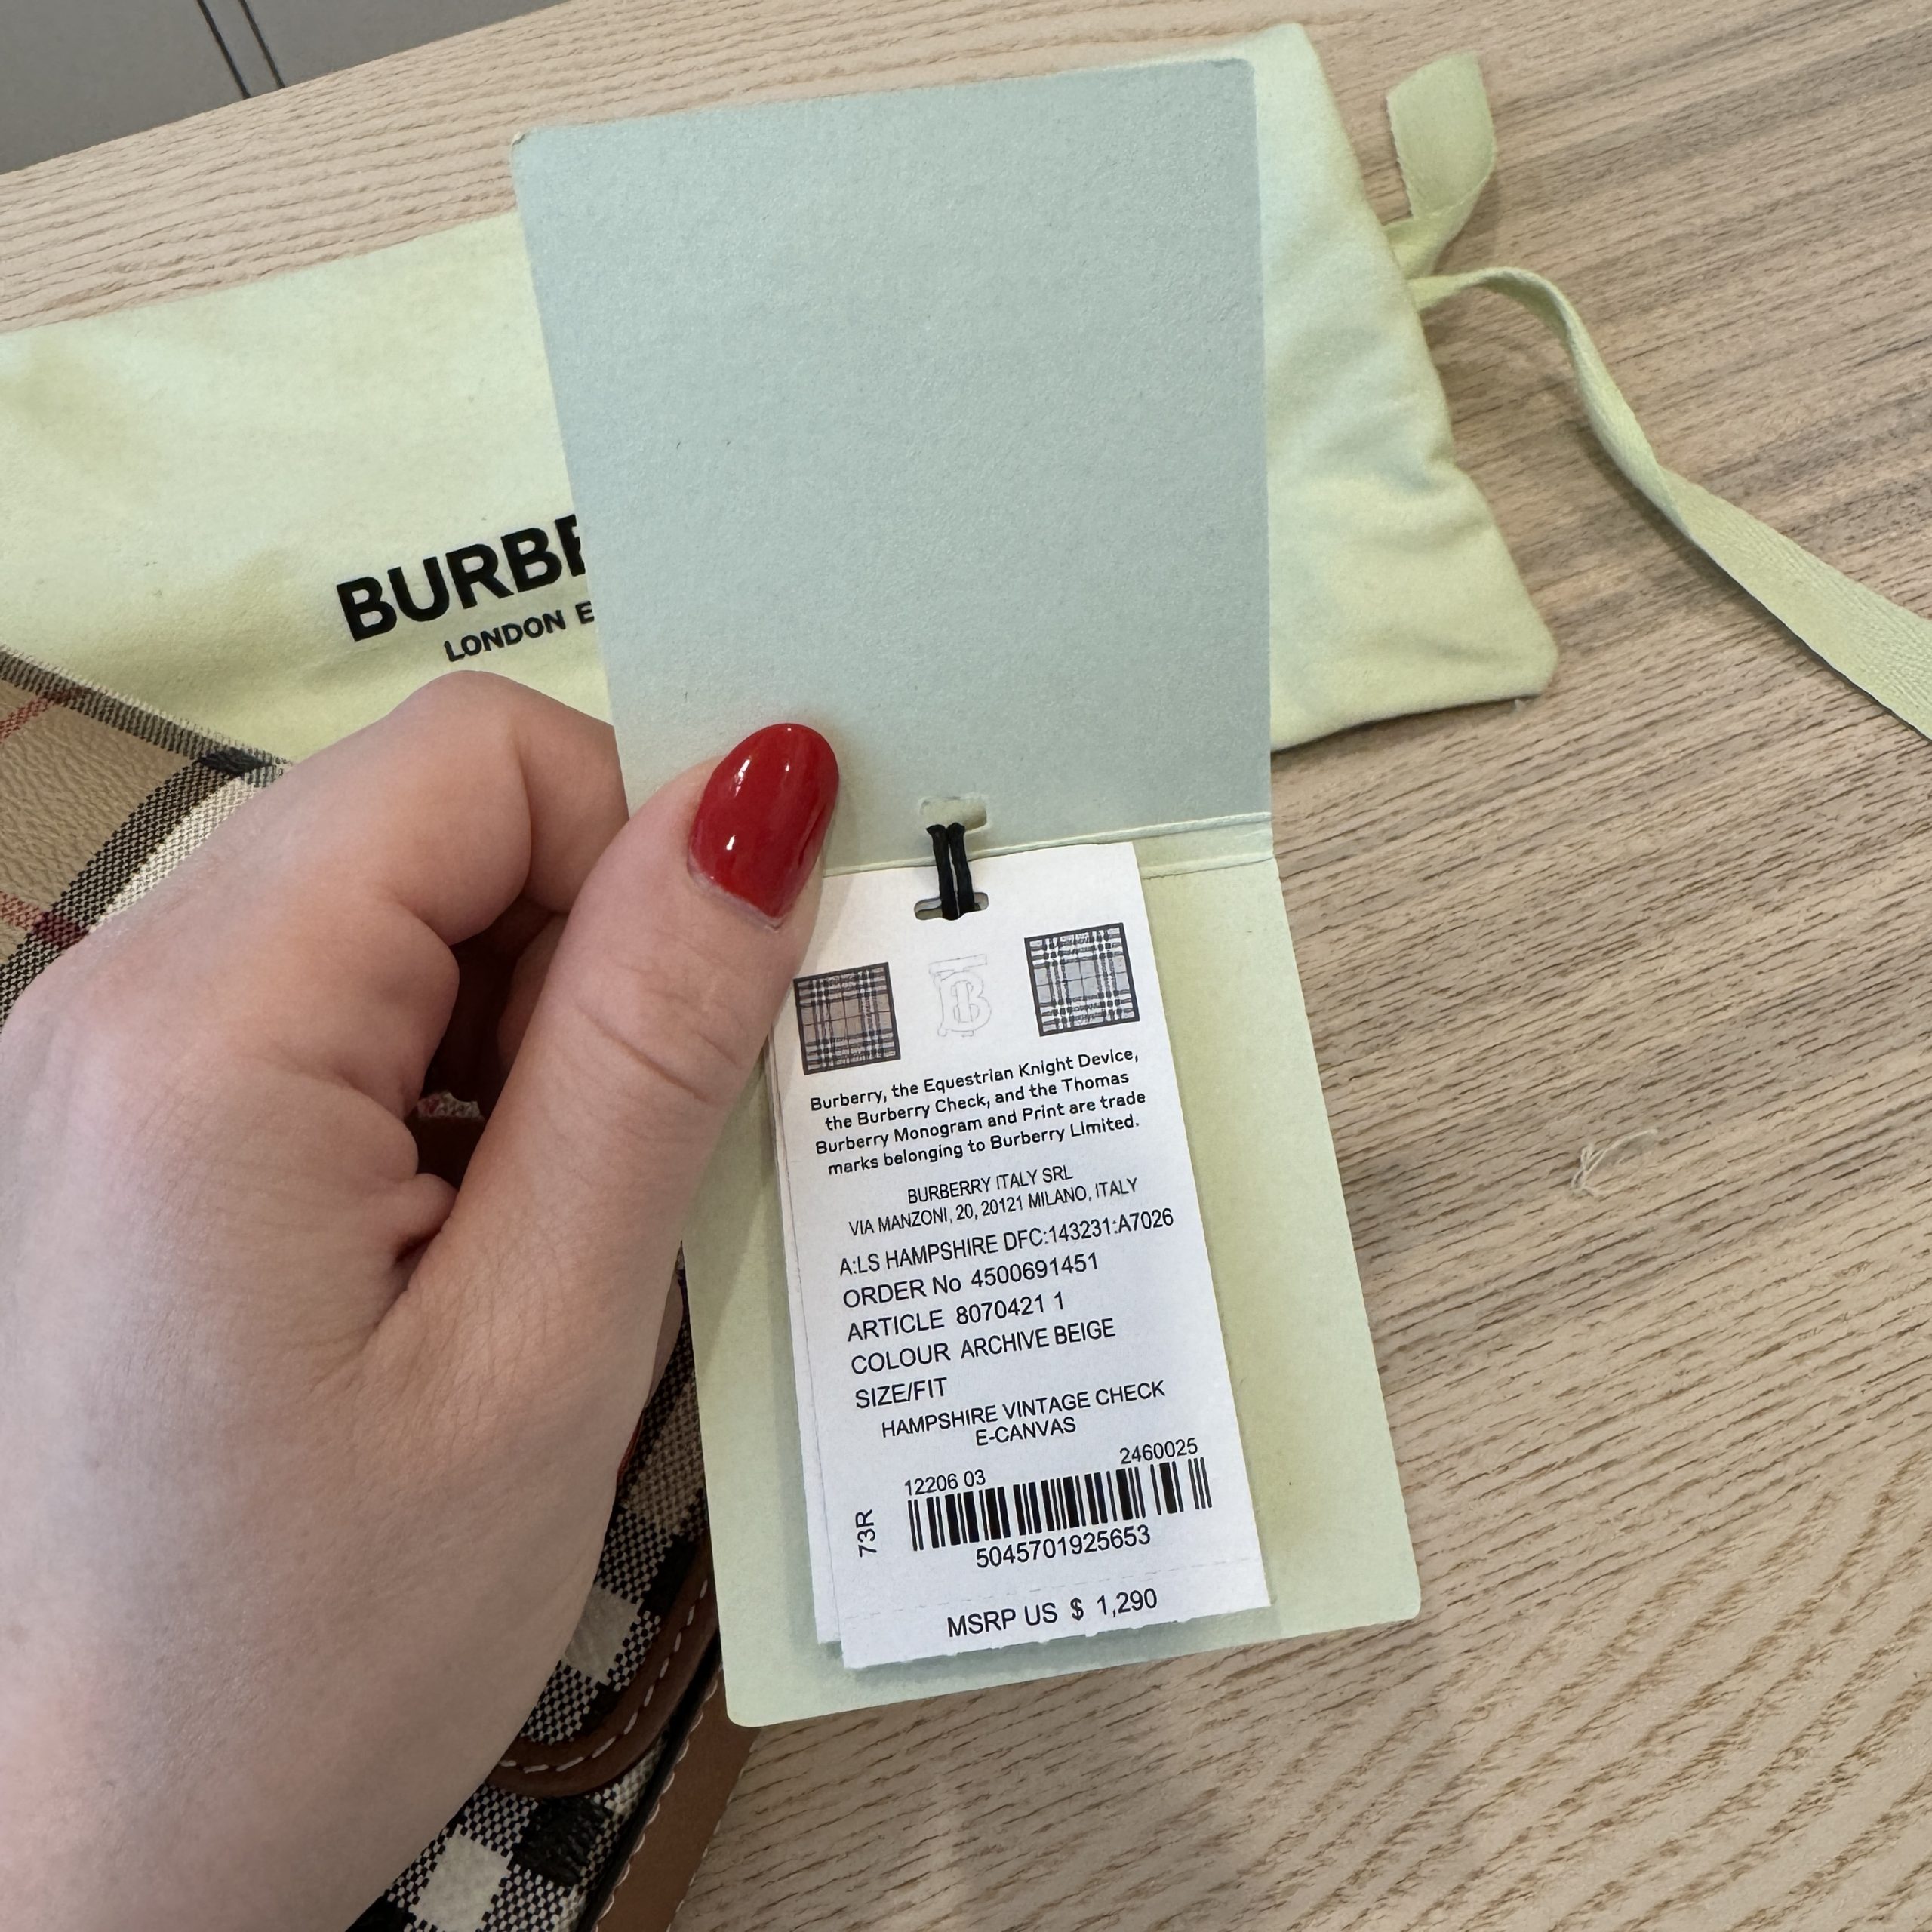 BURBE
LONDON E
Burberry, the Equestrian Knight Device,
the Burberry Check, and the Thomas
Burberry Monogram and Print are trade
marks belonging to Burberry Limited.
BURBERRY ITALY SRL
VIA MANZONI, 20, 20121 MILANO, ITALY
A:LS HAMPSHIRE DFC:143231:A7026
ORDER No 4500691451
ARTICLE 8070421 1
COLOUR ARCHIVE BEIGE
SIZE/FIT
HAMPSHIRE VINTAGE CHECK
E-CANVAS
12206 03 2460025
73R
5045701925653
MSRP US $ 1,290